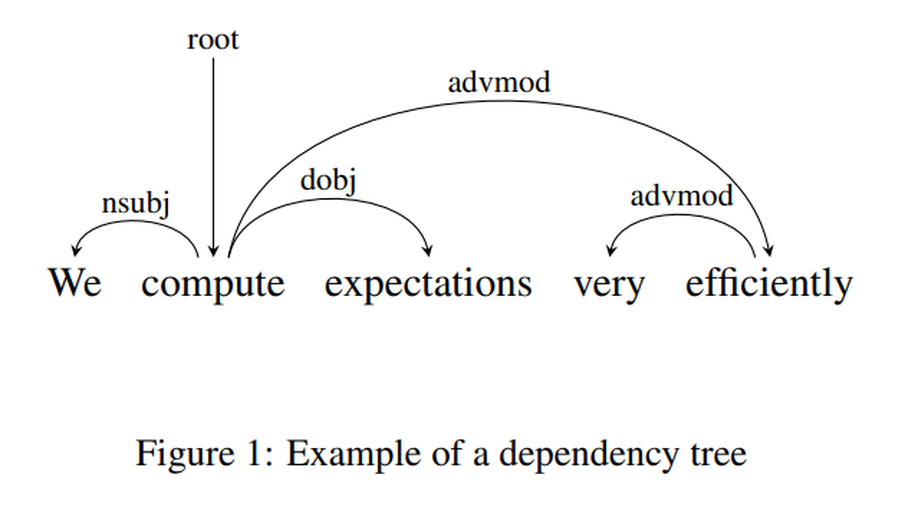 root
advmod
dobj
advmod
nsubj
We compute expectations very efficiently
Figure 1: Example of a dependency tree